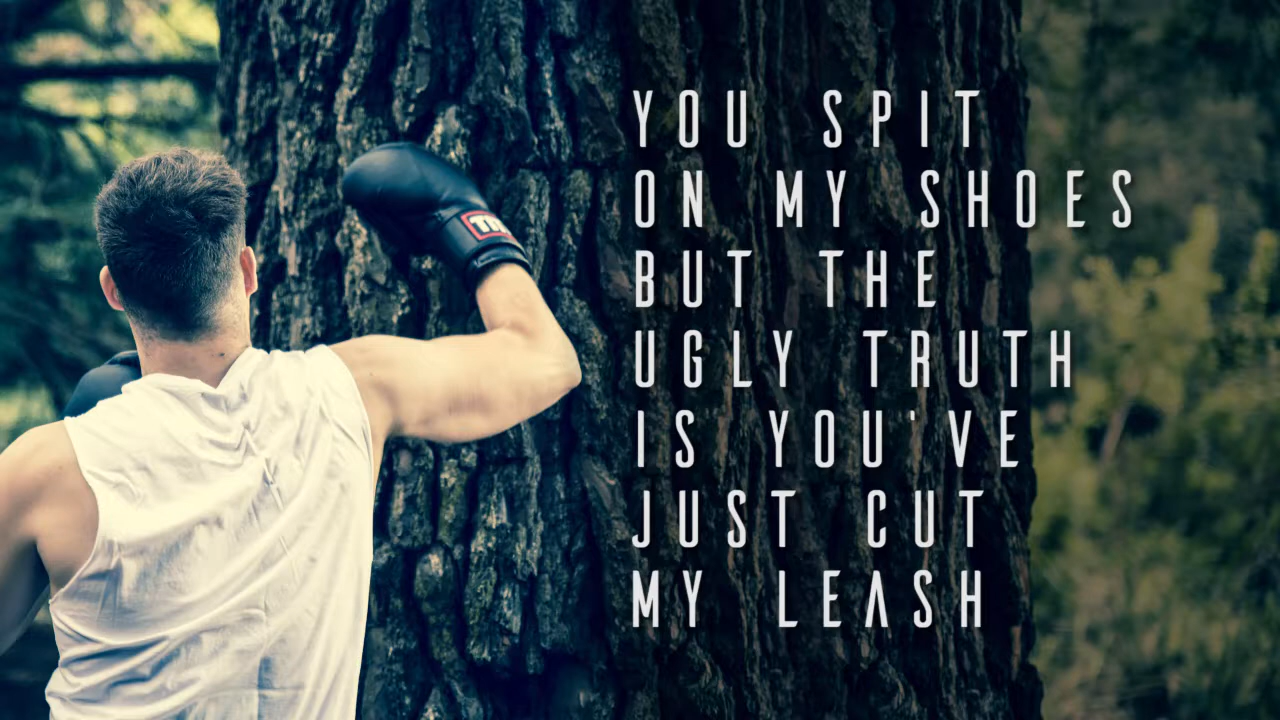 YOU SPIT
ON MY SHOES
BUT THE
UGLY TRUTH
IS YOU'VE
JUST CUT
MY LEASH